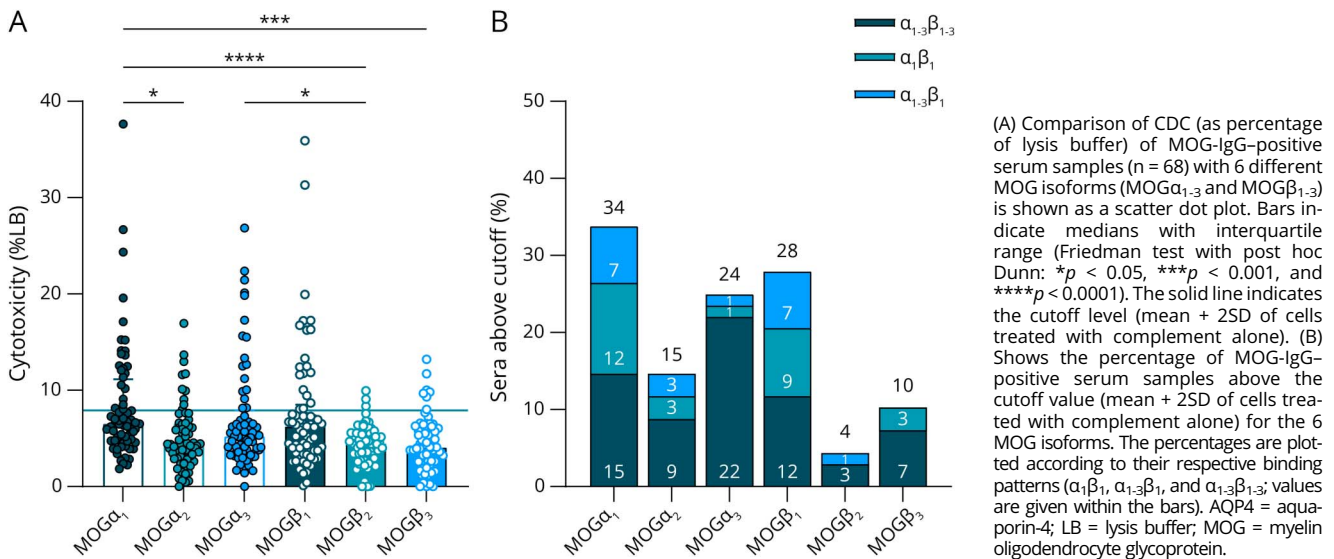 A
***
****
*
*
Cytotoxicity (%LB)
40
30
20
10
0
MOGα₁
MOGα₂
MOGα₃
MOGβ₁
MOGβ₂
MOGβ₃
B
α₁₋₃β₁₋₃
α₁β₁
α₁₋₃β₁
Sera above cutoff (%)
50
40
30
20
10
0
34
7
12
15
15
3
3
9
24
1
1
22
28
7
9
12
4
1
3
10
3
7
MOGα₁
MOGα₂
MOGα₃
MOGβ₁
MOGβ₂
MOGβ₃
(A) Comparison of CDC (as percentage
of lysis buffer) of MOG-IgG–positive
serum samples (n = 68) with 6 different
MOG isoforms (MOGα₁₋₃ and MOGβ₁₋₃)
is shown as a scatter dot plot. Bars in-
dicate medians with interquartile
range (Friedman test with post hoc
Dunn: *p < 0.05, ***p < 0.001, and
****p < 0.0001). The solid line indicates
the cutoff level (mean + 2SD of cells
treated with complement alone). (B)
Shows the percentage of MOG-IgG–
positive serum samples above the
cutoff value (mean + 2SD of cells trea-
ted with complement alone) for the 6
MOG isoforms. The percentages are plot-
ted according to their respective binding
patterns (α₁β₁, α₁₋₃β₁, and α₁₋₃β₁₋₃; values
are given within the bars). AQP4 = aqua-
porin-4; LB = lysis buffer; MOG = myelin
oligodendrocyte glycoprotein.